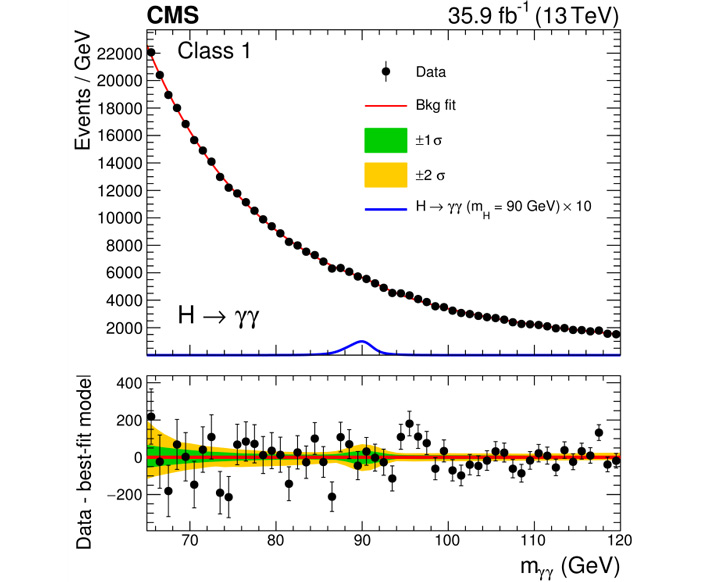 CMS 35.9 fb⁻¹ (13 TeV)
Events / GeV
22000
20000
18000
16000
14000
12000
10000
8000
6000
4000
2000
Class 1
Data
Bkg fit
±1 σ
±2 σ
H → γγ (m_H = 90 GeV) × 10
H → γγ
Data - best-fit model
400
200
0
−200
70 80 90 100 110 120
m_γγ (GeV)